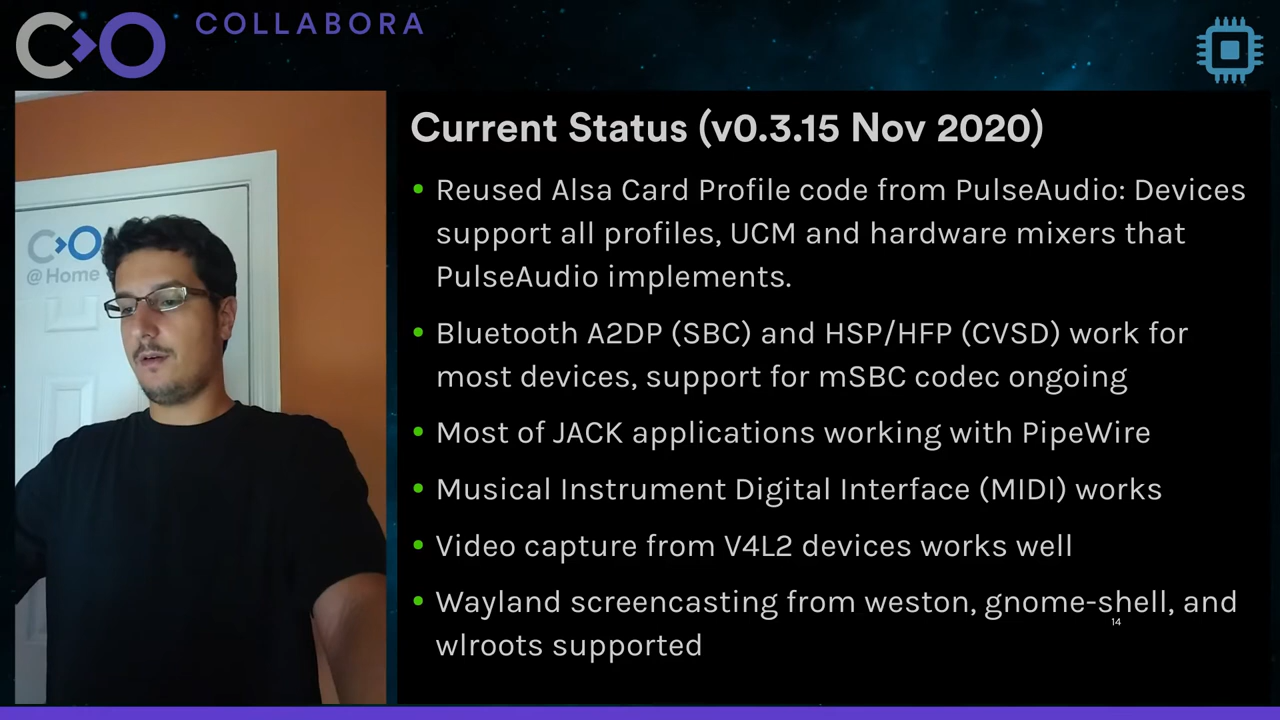 COLLABORA
@Home
Current Status (v0.3.15 Nov 2020)
• Reused Alsa Card Profile code from PulseAudio: Devices
support all profiles, UCM and hardware mixers that
PulseAudio implements.
• Bluetooth A2DP (SBC) and HSP/HFP (CVSD) work for
most devices, support for mSBC codec ongoing
• Most of JACK applications working with PipeWire
• Musical Instrument Digital Interface (MIDI) works
• Video capture from V4L2 devices works well
• Wayland screencasting from weston, gnome-shell, and
14
wlroots supported